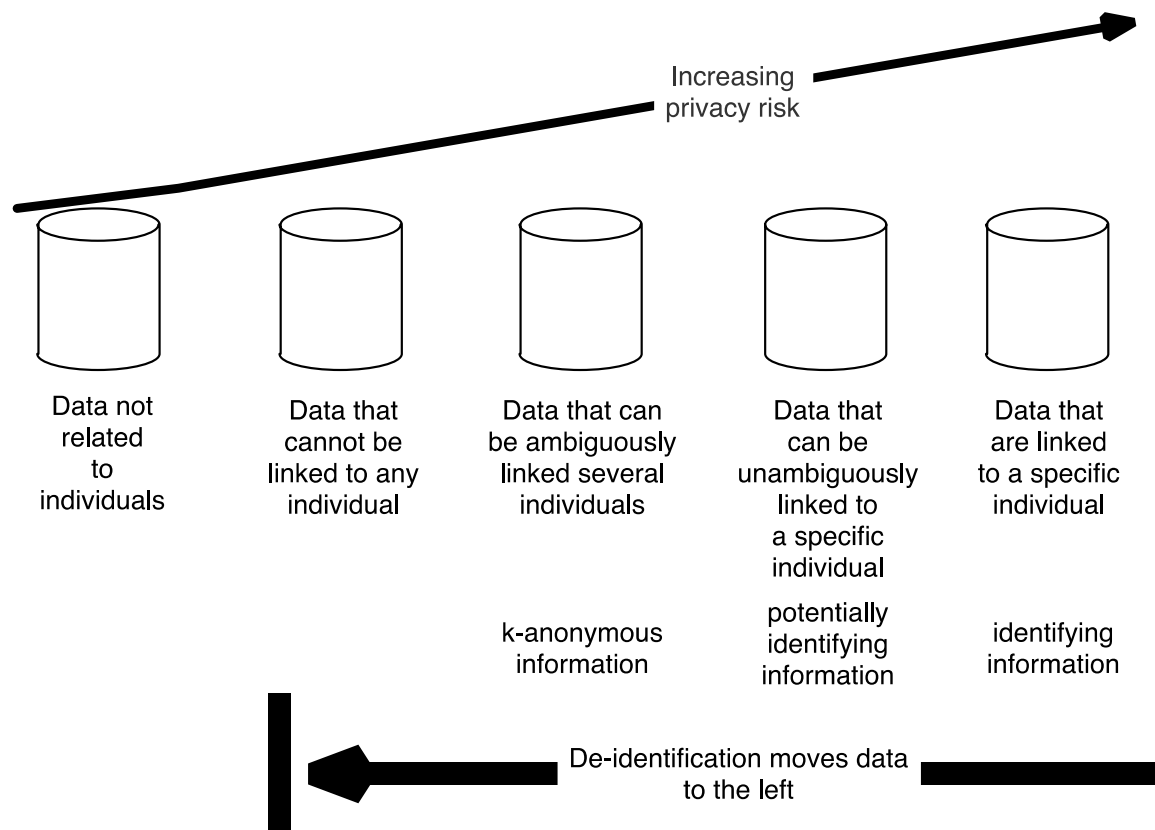 Increasing
privacy risk
Data not
related
to
individuals
Data that
cannot be
linked to any
individual
Data that can
be ambiguously
linked several
individuals
Data that
can be
unambiguously
linked to
a specific
individual
Data that
are linked
to a specific
individual
k-anonymous
information
potentially
identifying
information
identifying
information
De-identification moves data
to the left